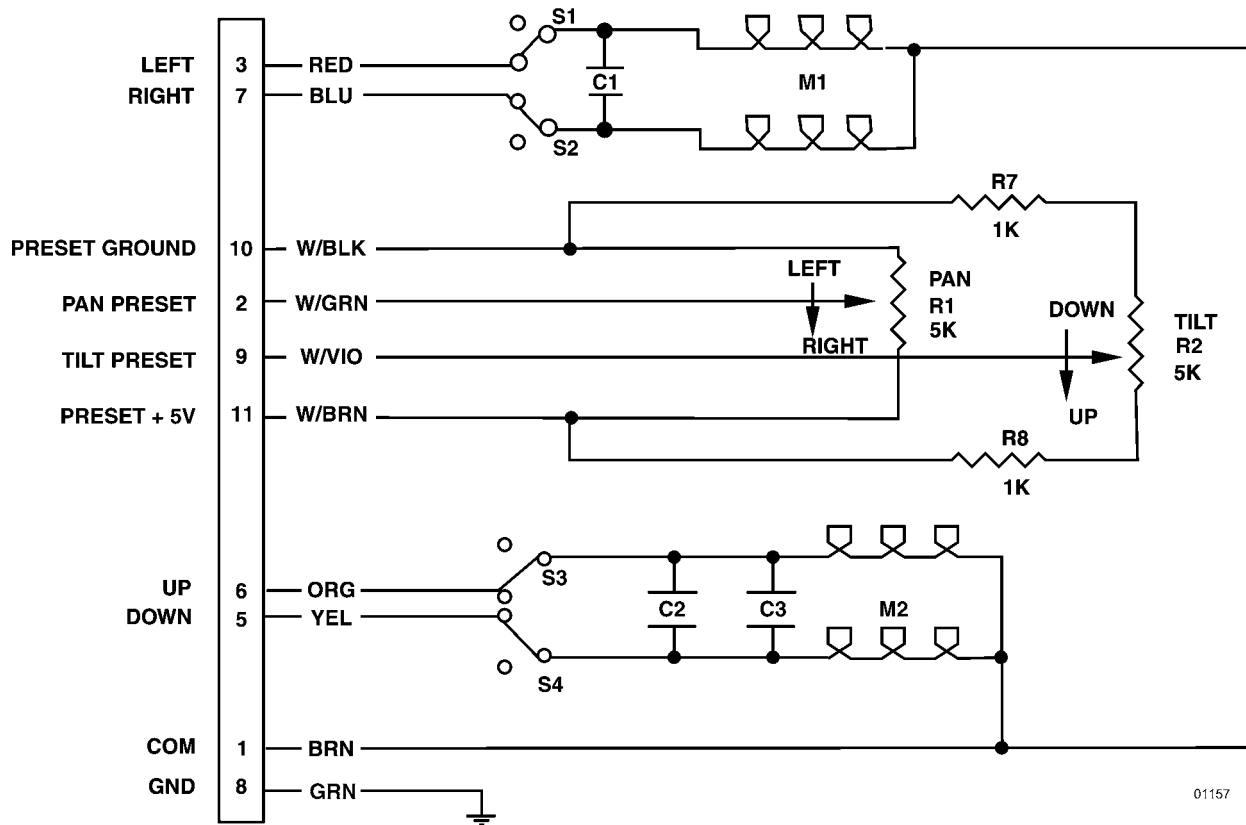 S1
LEFT 3 RED
C1
M1
RIGHT 7 BLU
S2
R7
1K
PRESET GROUND 10 W/BLK
LEFT
PAN
R1
5K
PAN PRESET 2 W/GRN
RIGHT
DOWN
TILT
R2
5K
TILT PRESET 9 W/VIO
UP
PRESET + 5V 11 W/BRN
R8
1K
S3
UP 6 ORG
C2 C3 M2
DOWN 5 YEL
S4
COM 1 BRN
GND 8 GRN
01157